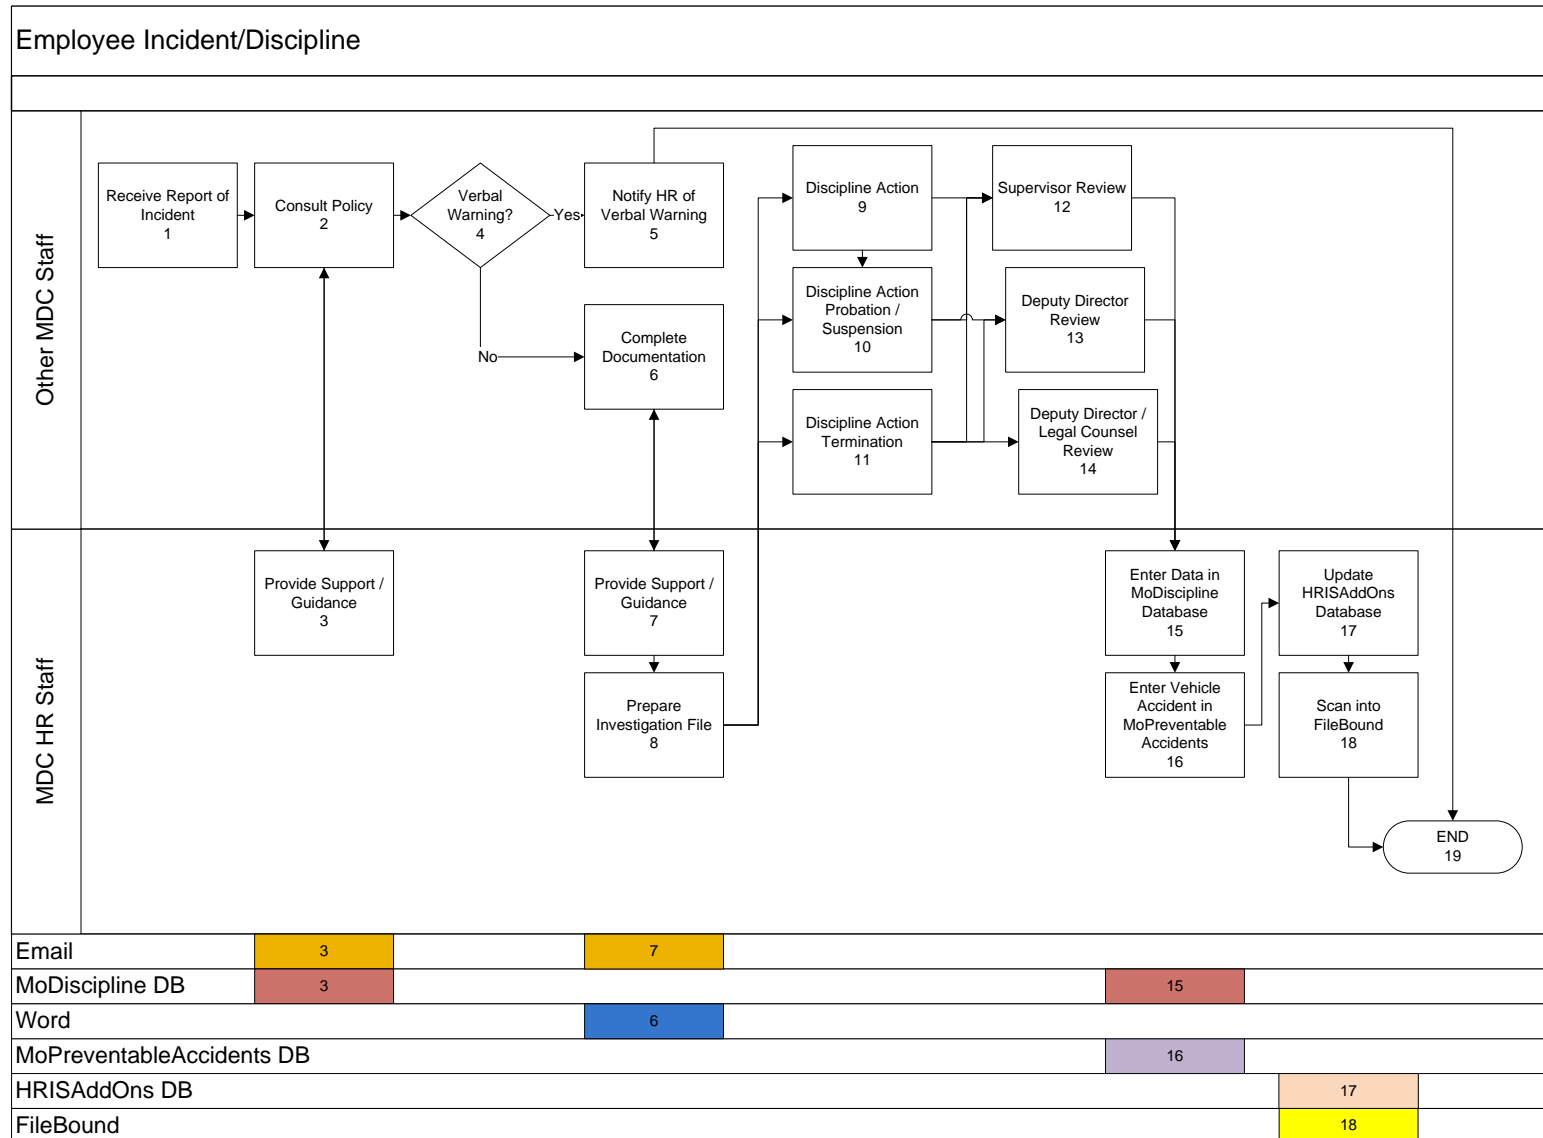 Employee Incident/Discipline
Other MDC Staff
Receive Report of
Incident
1
Consult Policy
2
Verbal
Warning?
4
Yes
Notify HR of
Verbal Warning
5
No
Complete
Documentation
6
Discipline Action
9
Supervisor Review
12
Discipline Action
Probation /
Suspension
10
Deputy Director
Review
13
Discipline Action
Termination
11
Deputy Director /
Legal Counsel
Review
14
MDC HR Staff
Provide Support /
Guidance
3
Provide Support /
Guidance
7
Prepare
Investigation File
8
Enter Data in
MoDiscipline
Database
15
Update
HRISAddOns
Database
17
Enter Vehicle
Accident in
MoPreventable
Accidents
16
Scan into
FileBound
18
END
19
Email
3
7
MoDiscipline DB
3
15
Word
6
MoPreventableAccidents DB
16
HRISAddOns DB
17
FileBound
18